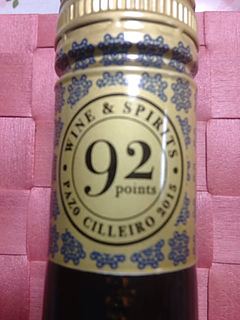 WINE & SPIRITS
92
points
PAZO CILLEIRO 2015